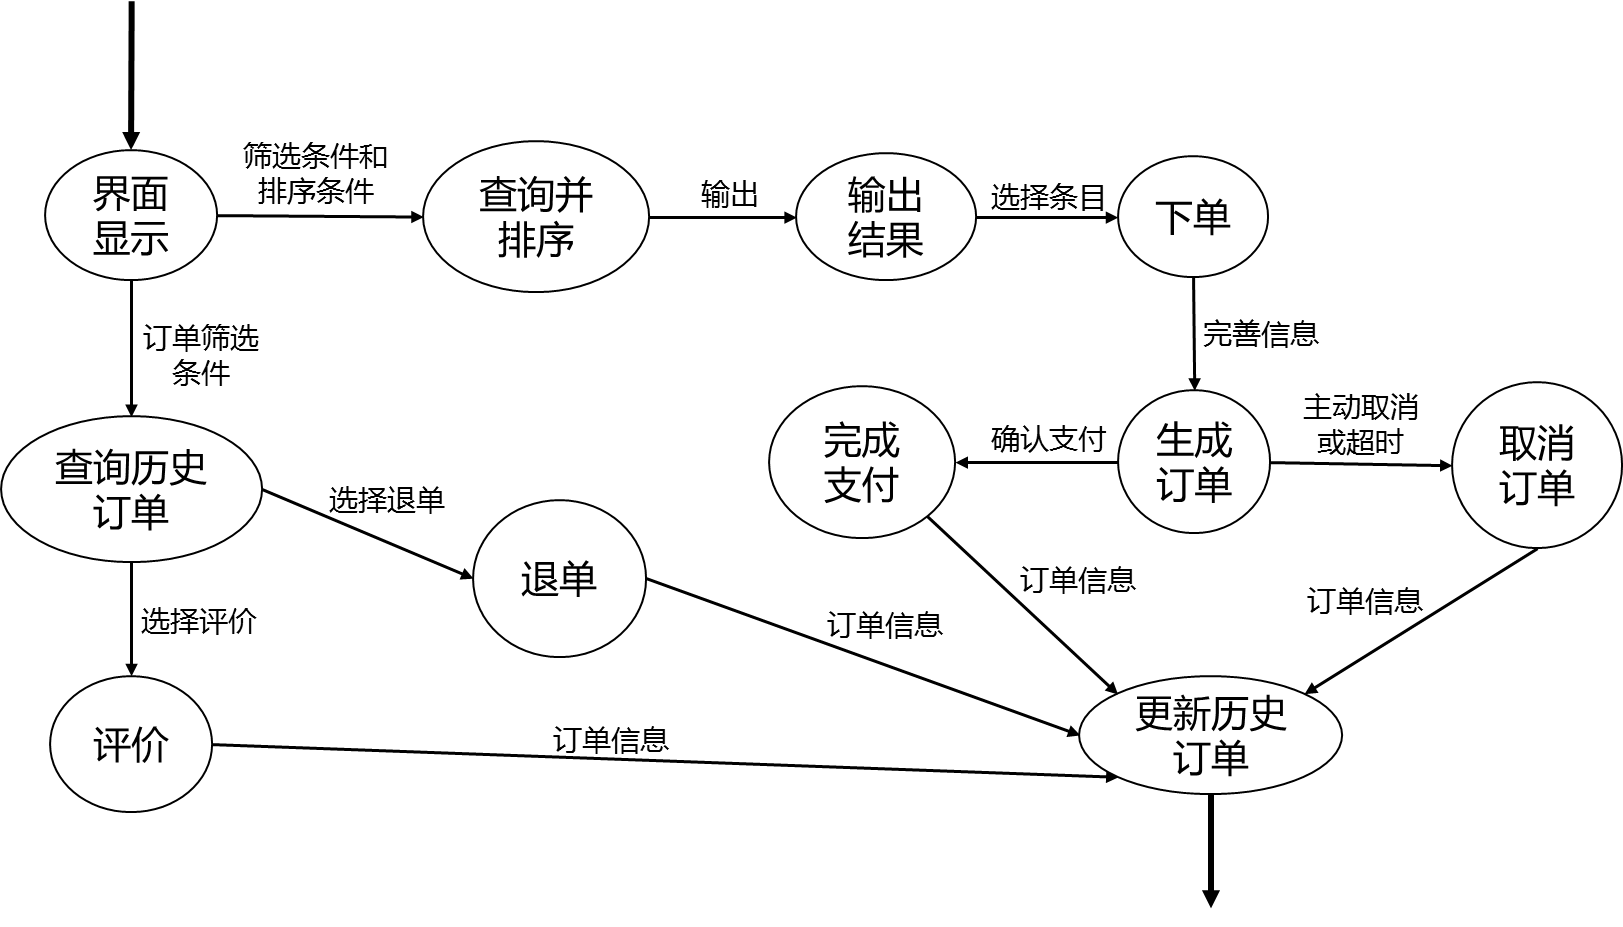 筛选条件和
排序条件
界面
显示
查询并
排序
输出
输出
结果
选择条目
下单
订单筛选
条件
完善信息
查询历史
订单
选择退单
退单
完成
支付
确认支付
生成
订单
主动取消
或超时
取消
订单
选择评价
订单信息
订单信息
订单信息
评价
订单信息
更新历史
订单